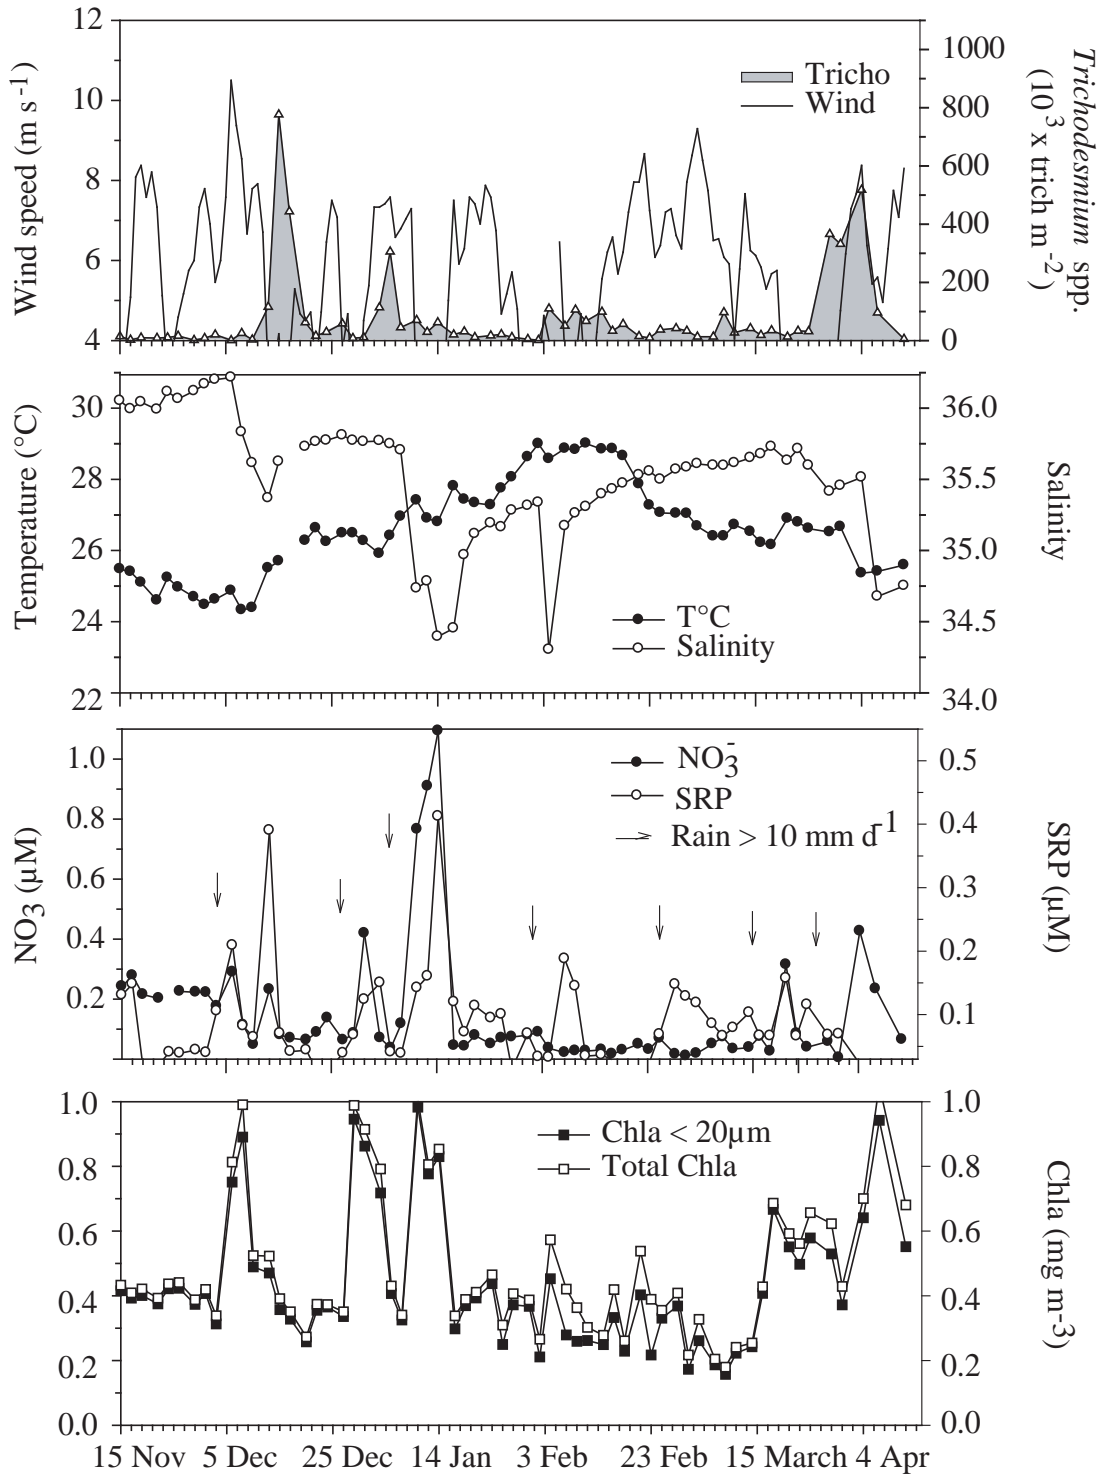 12
10
8
6
4
Wind speed (m s-1)
Tricho
Wind
1000
800
600
400
200
0
Trichodesmium spp.
(10³ x trich m-2)
30
28
26
24
22
Temperature (°C)
T°C
Salinity
36.0
35.5
35.0
34.5
34.0
Salinity
1.0
0.8
0.6
0.4
0.2
NO3 (µM)
NO3-
SRP
Rain > 10 mm d-1
0.5
0.4
0.3
0.2
0.1
SRP (µM)
1.0
0.8
0.6
0.4
0.2
0.0
Chla < 20µm
Total Chla
1.0
0.8
0.6
0.4
0.2
0.0
Chla (mg m-3)
15 Nov 5 Dec 25 Dec 14 Jan 3 Feb 23 Feb 15 March 4 Apr